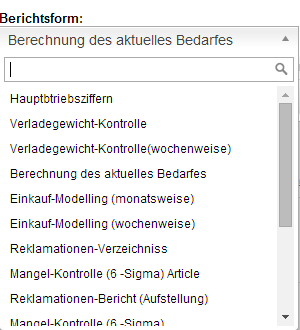 Berichtsform:
Berechnung des aktuelles Bedarfes
Hauptbtriebsziffern
Verladegewicht-Kontrolle
Verladegewicht-Kontrolle(wochenweise)
Berechnung des aktuelles Bedarfes
Einkauf-Modelling (monatsweise)
Einkauf-Modelling (wochenweise)
Reklamationen-Verzeichniss
Mangel-Kontrolle (6 -Sigma) Article
Reklamationen-Bericht (Aufstellung)
Mangel-Kontrolle (6 -Sigma)